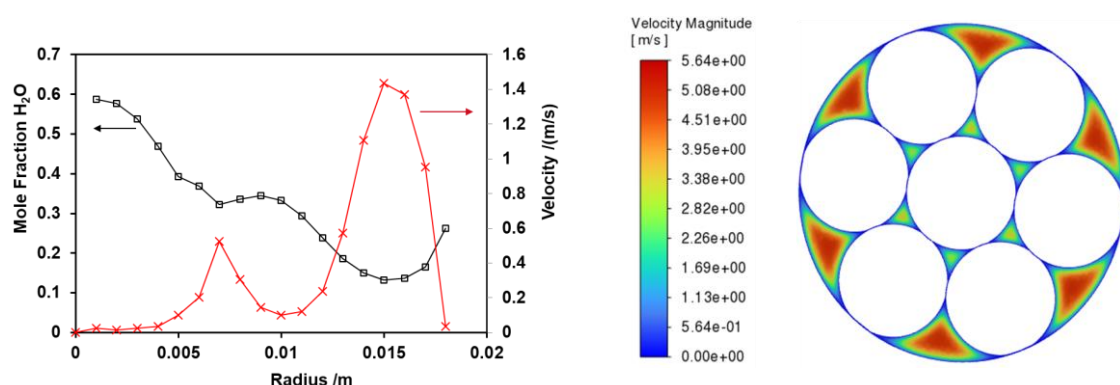 Mole Fraction H₂O
0.7
0.6
0.5
0.4
0.3
0.2
0.1
0
0
0.005
0.01
0.015
0.02
Radius /m
1.6
1.4
1.2
1
0.8
0.6
0.4
0.2
0
Velocity /(m/s)
Velocity Magnitude
[ m/s ]
5.64e+00
5.08e+00
4.51e+00
3.95e+00
3.38e+00
2.82e+00
2.26e+00
1.69e+00
1.13e+00
5.64e-01
0.00e+00